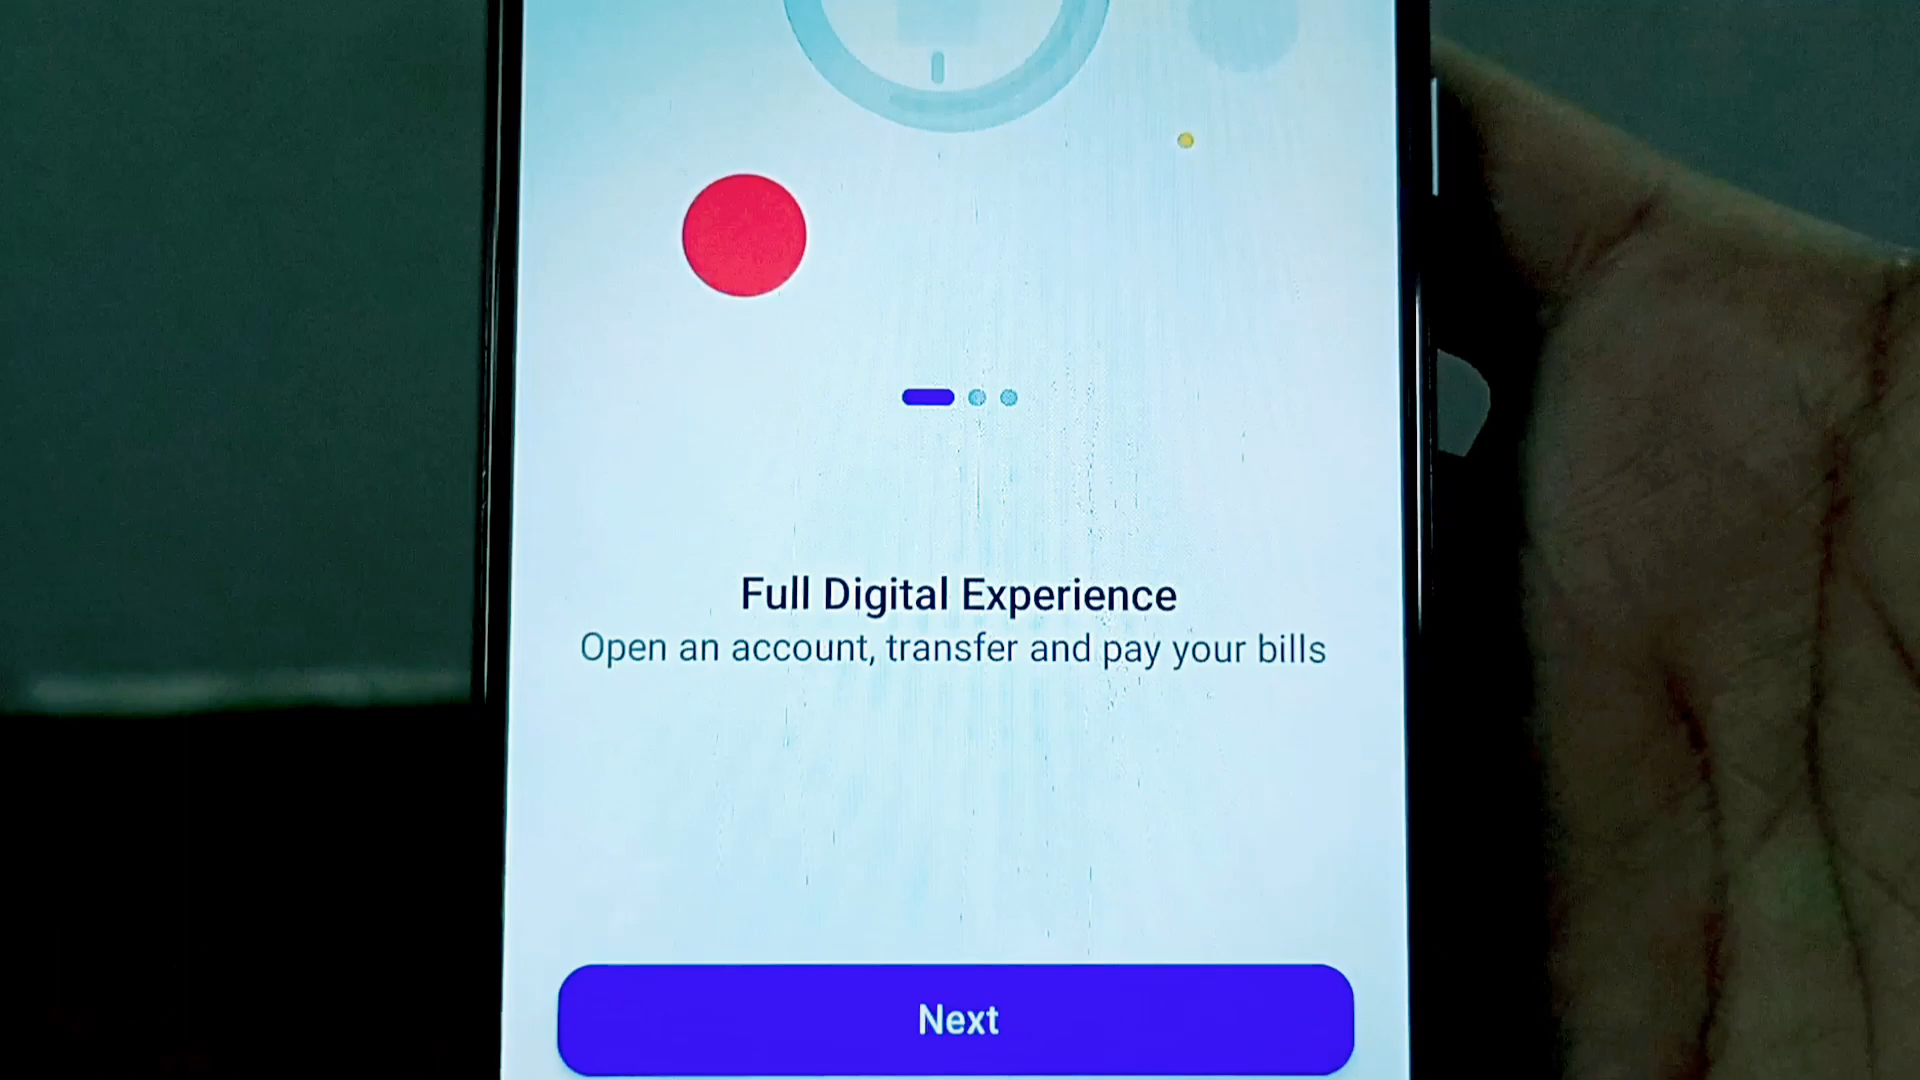 Full Digital Experience
Open an account, transfer and pay your bills
Next